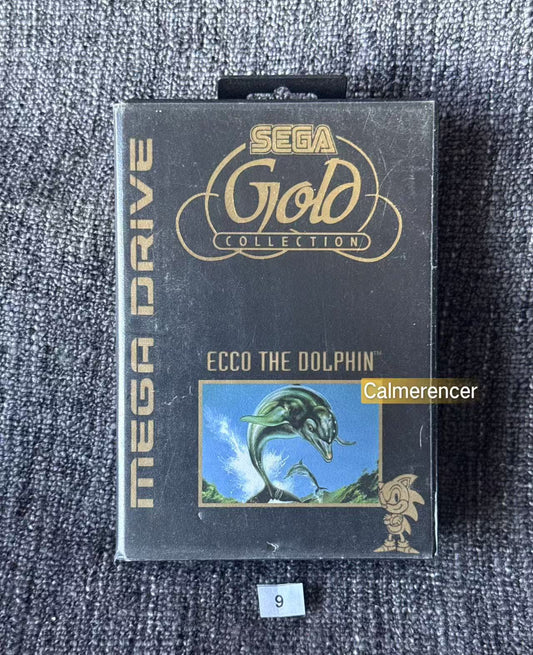 SEGA
Gold
COLLECTION
MEGA DRIVE
ECCO THE DOLPHIN™
Calmerencer
9